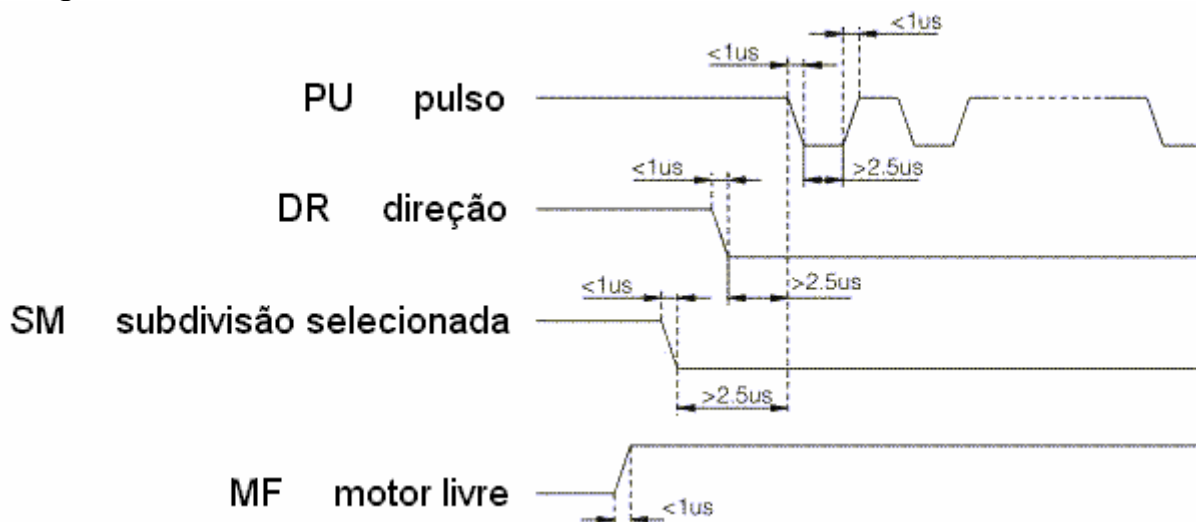 <1us
<1us
PU pulso
<1us
>2.5us
DR direção
<1us
>2.5us
SM subdivisão selecionada
>2.5us
MF motor livre
<1us